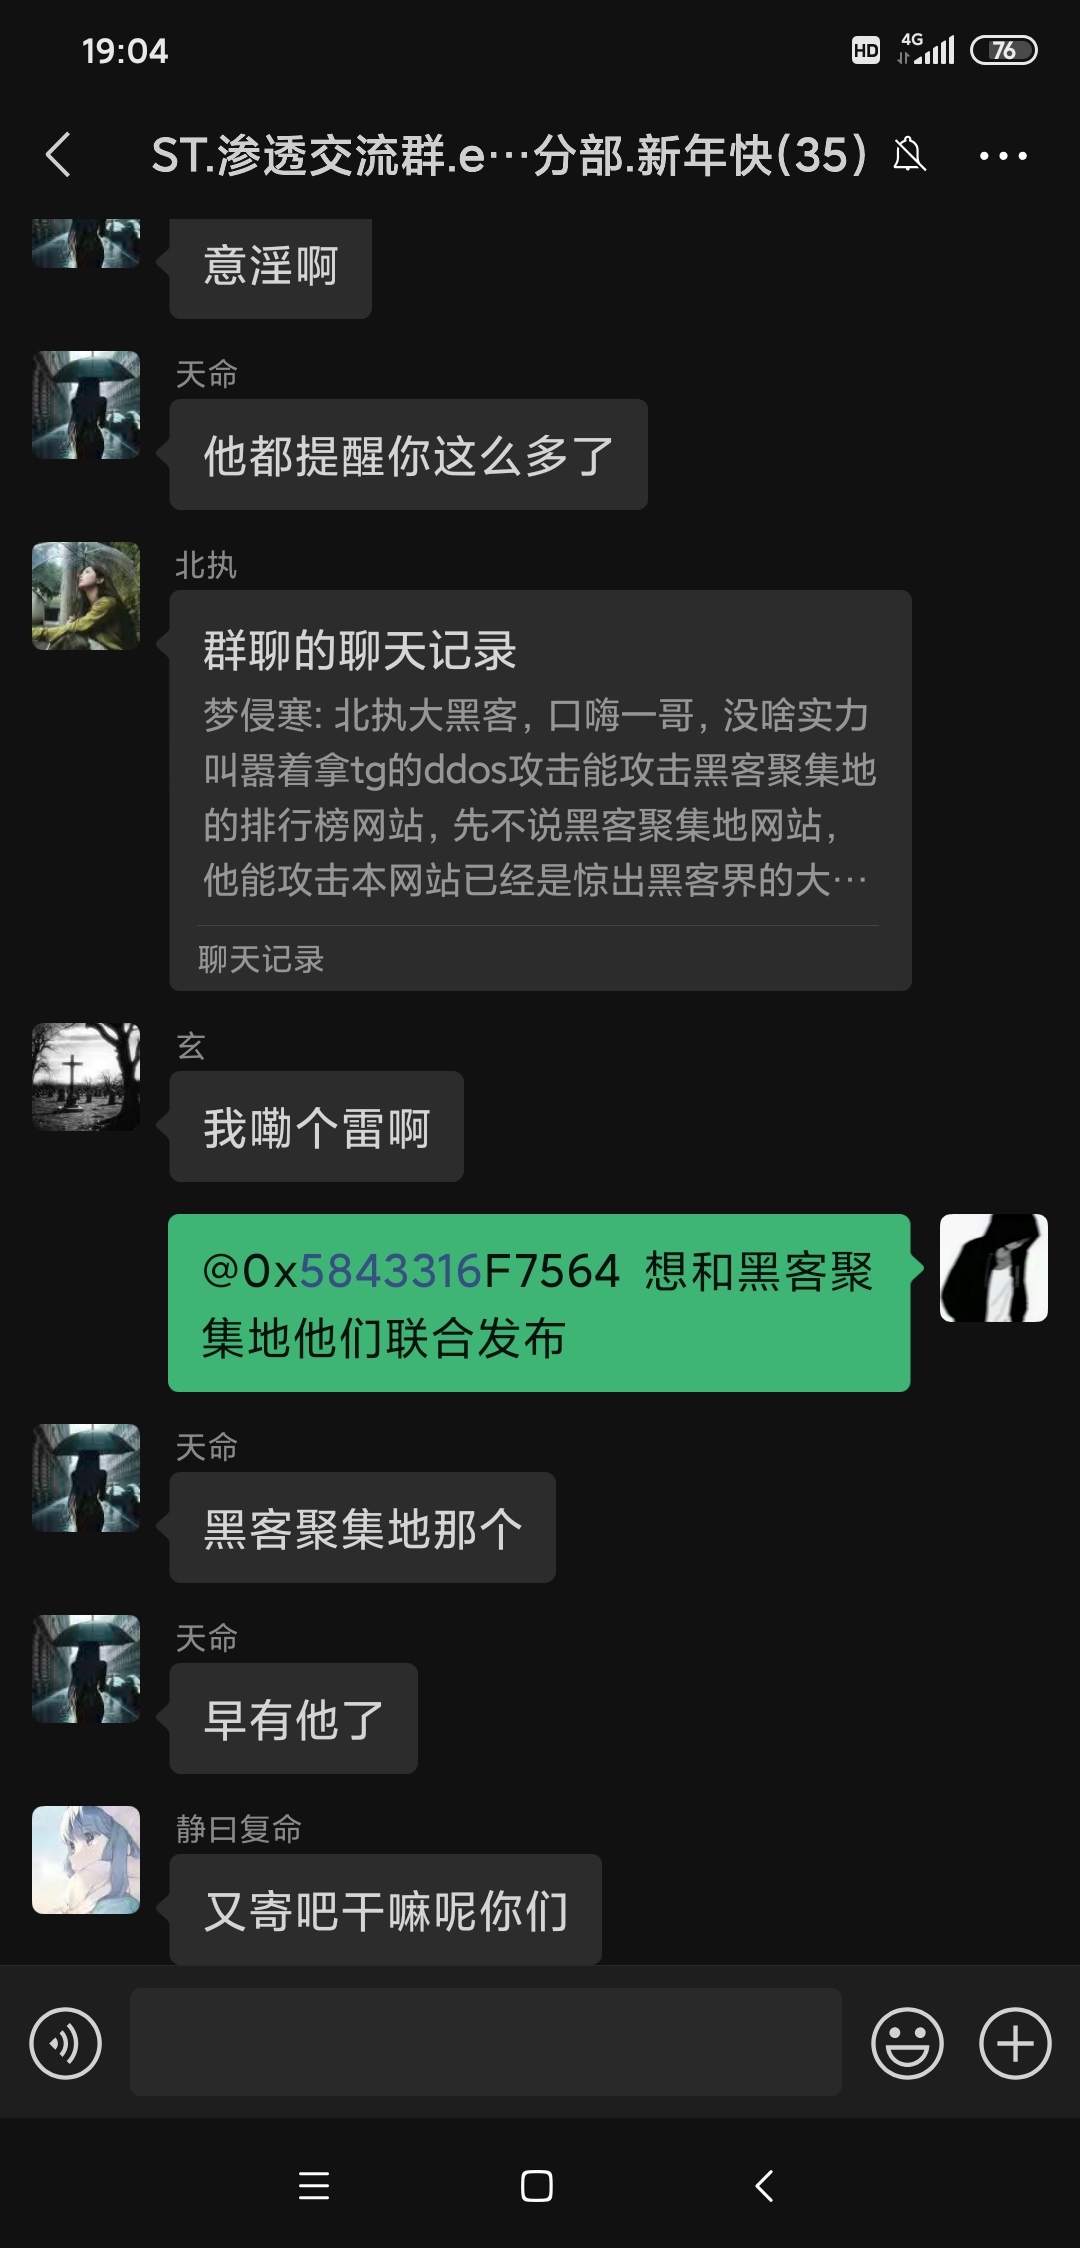 19:04
HD 4G 76
ST.渗透交流群.e…分部.新年快(35)
意淫啊
天命
他都提醒你这么多了
北执
群聊的聊天记录
梦侵寒: 北执大黑客，口嗨一哥，没啥实力
叫嚣着拿tg的ddos攻击能攻击黑客聚集地
的排行榜网站，先不说黑客聚集地网站，
他能攻击本网站已经是惊出黑客界的大…
聊天记录
玄
我嘞个雷啊
@0x5843316F7564 想和黑客聚
集地他们联合发布
天命
黑客聚集地那个
天命
早有他了
静曰复命
又寄吧干嘛呢你们